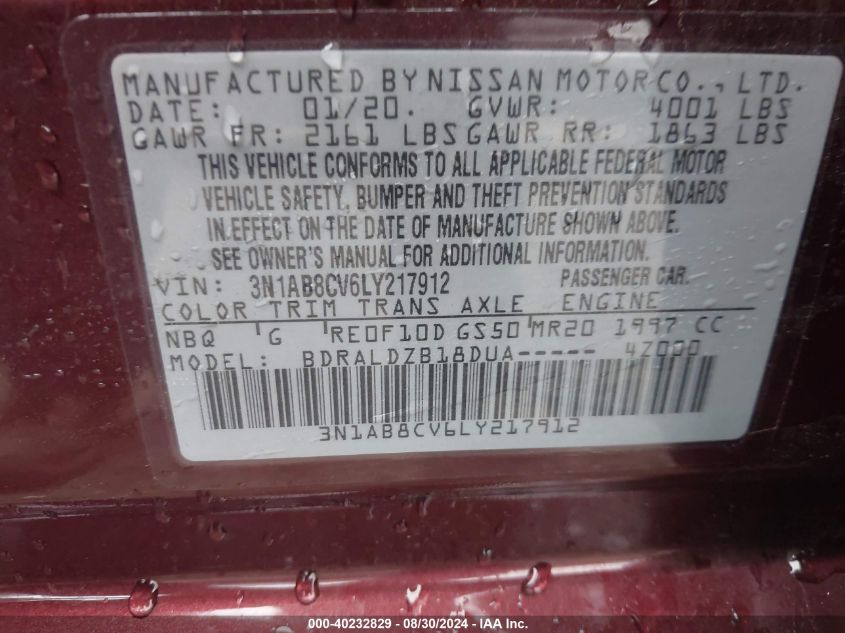 MANUFACTURED BY NISSAN MOTOR CO., LTD.
DATE: 01/20. GVWR: 4001 LBS
GAWR FR: 2161 LBS GAWR RR: 1863 LBS
THIS VEHICLE CONFORMS TO ALL APPLICABLE FEDERAL MOTOR
VEHICLE SAFETY, BUMPER AND THEFT PREVENTION STANDARDS
IN EFFECT ON THE DATE OF MANUFACTURE SHOWN ABOVE.
SEE OWNER'S MANUAL FOR ADDITIONAL INFORMATION.
VIN: 3N1AB8CV6LY217912 PASSENGER CAR.
COLOR TRIM TRANS AXLE ENGINE
NBQ G RE0F10D GS50 MR20 1997 CC
MODEL: BDRALDZB18DUA----- 4Z000
3N1AB8CV6LY217912
000-40232829 - 08/30/2024 - IAA Inc.